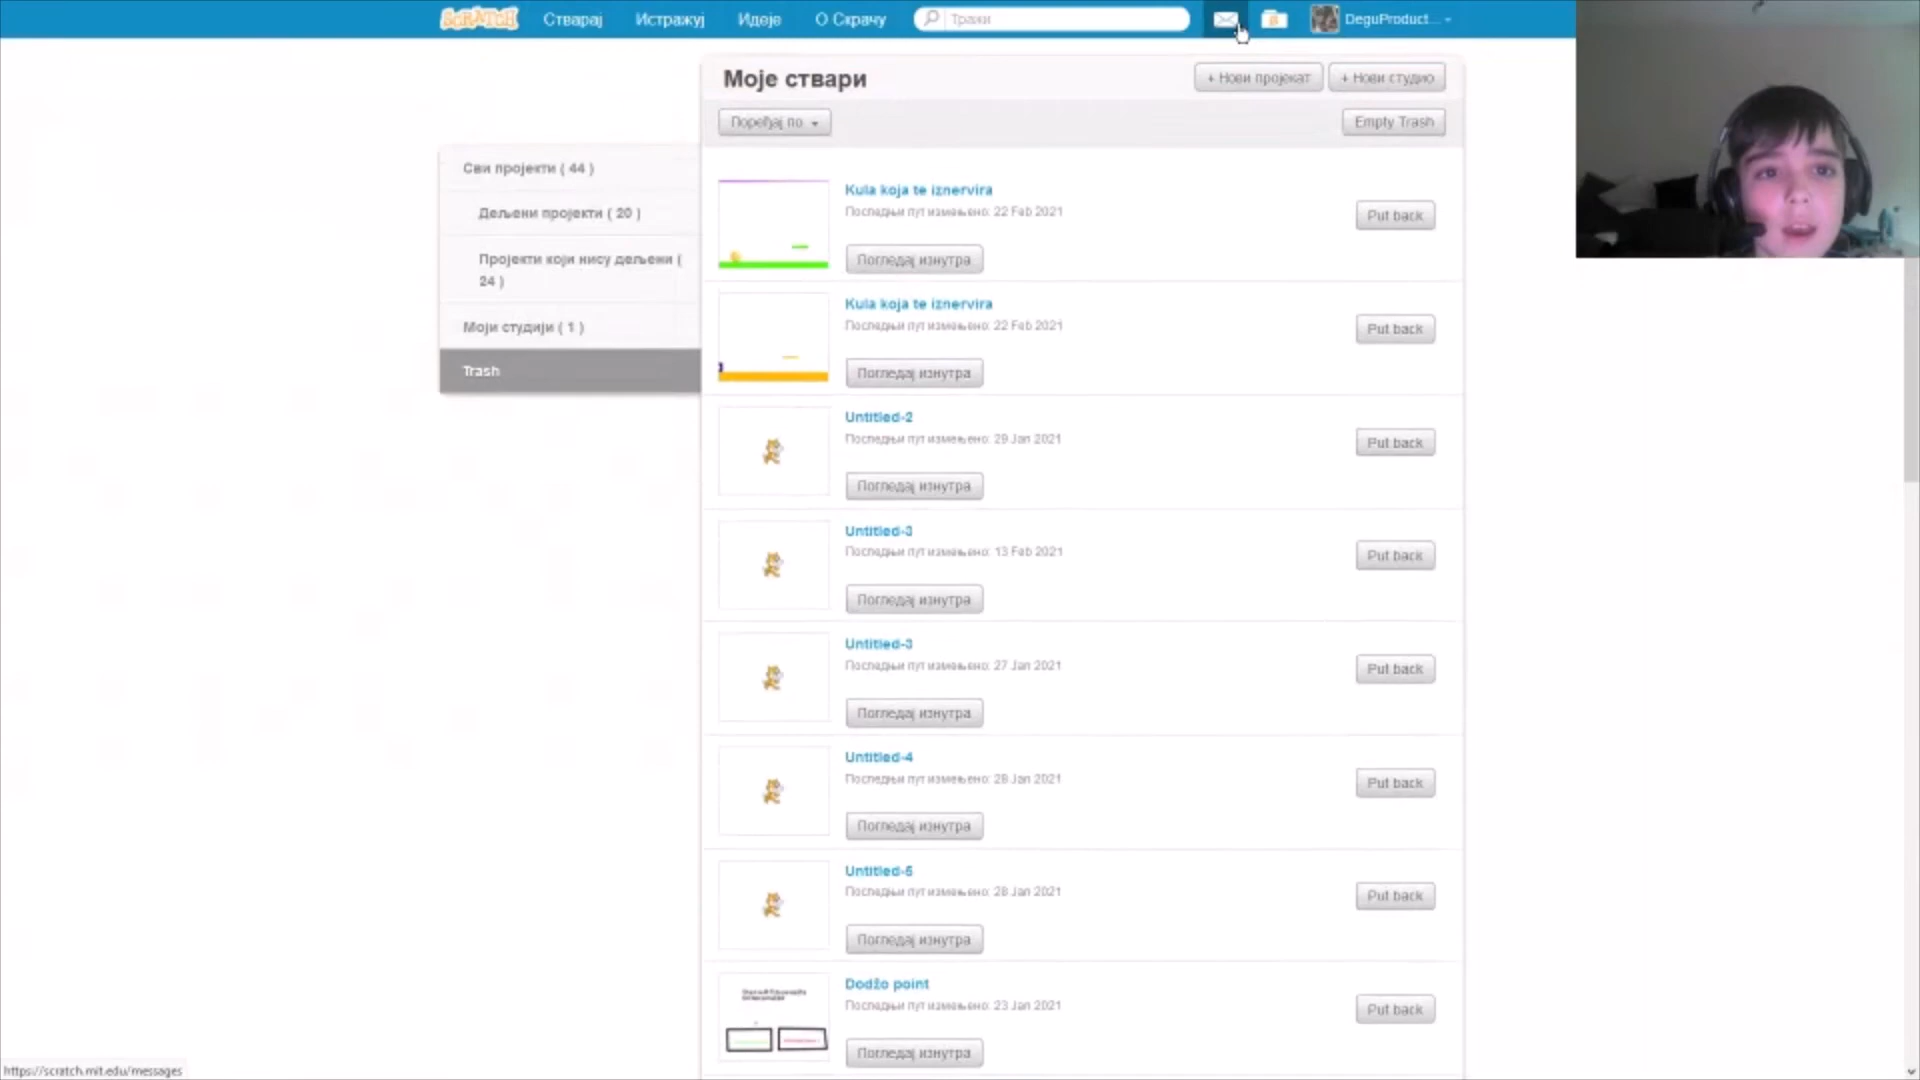 SCRATCH
Стварај
Истражуј
Идеје
О Скрачу
Тражи
DeguProduct...
Моје ствари
+ Нови пројекат
+ Нови студио
Поређај по
Empty Trash
Сви пројекти ( 44 )
Дељени пројекти ( 20 )
Пројекти који нису дељени (
24 )
Моји студији ( 1 )
Trash
Kula koja te iznervira
Последњи пут измењено: 22 Feb 2021
Put back
Погледај изнутра
Kula koja te iznervira
Последњи пут измењено: 22 Feb 2021
Put back
Погледај изнутра
Untitled-2
Последњи пут измењено: 29 Jan 2021
Put back
Погледај изнутра
Untitled-3
Последњи пут измењено: 13 Feb 2021
Put back
Погледај изнутра
Untitled-3
Последњи пут измењено: 27 Jan 2021
Put back
Погледај изнутра
Untitled-4
Последњи пут измењено: 28 Jan 2021
Put back
Погледај изнутра
Untitled-5
Последњи пут измењено: 28 Jan 2021
Put back
Погледај изнутра
Dodžo point
Последњи пут измењено: 23 Jan 2021
Put back
Погледај изнутра
https://scratch.mit.edu/messages